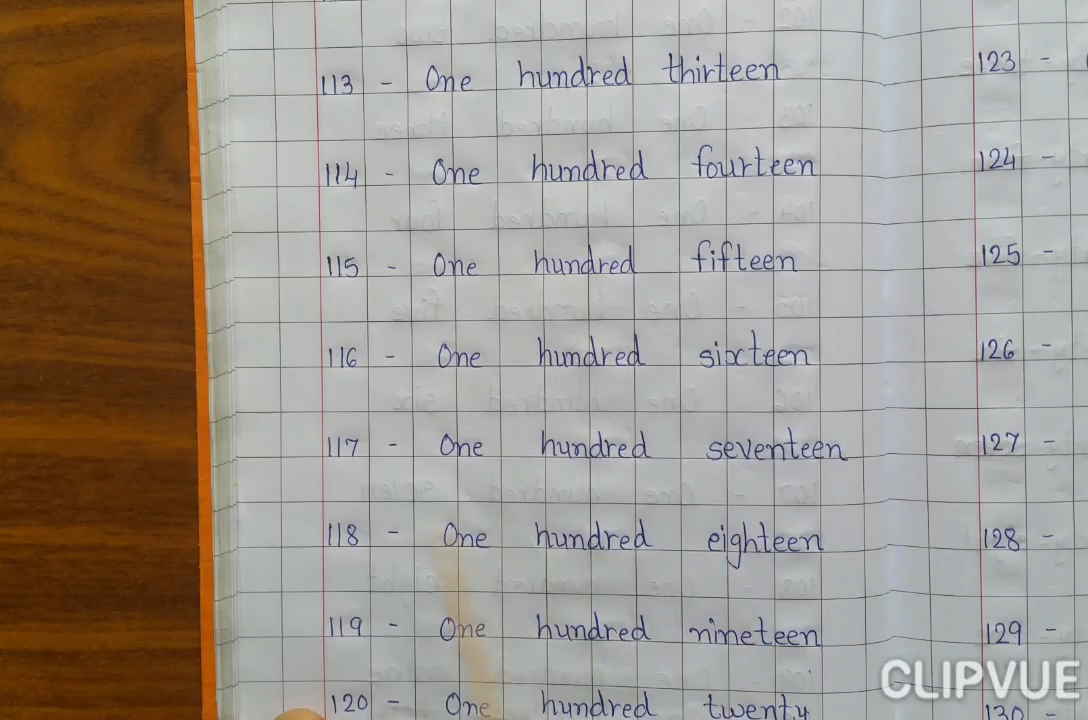 113 - One hundred thirteen
114 - One hundred fourteen
115 - One hundred fifteen
116 - One hundred sixteen
117 - One hundred seventeen
118 - One hundred eighteen
119 - One hundred nineteen
120 - One hundred twenty
123 -
124 -
125 -
126 -
127 -
128 -
129 -
130 -
CLIPVUE